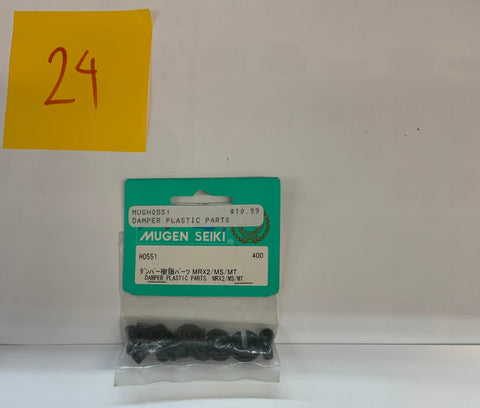 24
MUGH0551 $10.99
DAMPER PLASTIC PARTS
MUGEN SEIKI
H0551 400
ダンパー樹脂パーツ MRX2/MS/MT
DAMPER PLASTIC PARTS MRX2/MS/MT